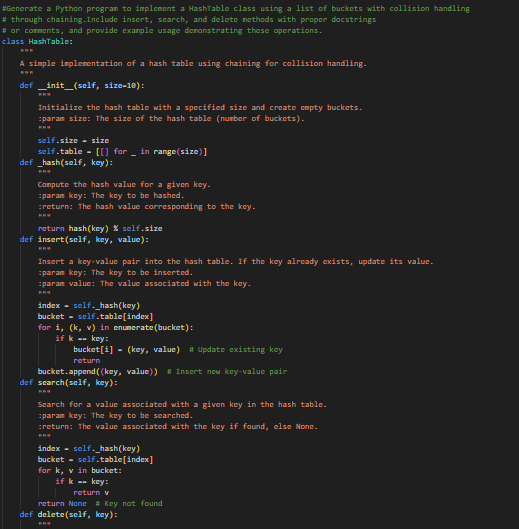 #Generate a Python program to implement a HashTable class using a list of buckets with collision handling
# through chaining.Include insert, search, and delete methods with proper docstrings
# or comments, and provide example usage demonstrating these operations.
class HashTable:
    """
    A simple implementation of a hash table using chaining for collision handling.
    """
    def __init__(self, size=10):
        """
        Initialize the hash table with a specified size and create empty buckets.
        :param size: The size of the hash table (number of buckets).
        """
        self.size = size
        self.table = [[] for _ in range(size)]
    def _hash(self, key):
        """
        Compute the hash value for a given key.
        :param key: The key to be hashed.
        :return: The hash value corresponding to the key.
        """
        return hash(key) % self.size
    def insert(self, key, value):
        """
        Insert a key-value pair into the hash table. If the key already exists, update its value.
        :param key: The key to be inserted.
        :param value: The value associated with the key.
        """
        index = self._hash(key)
        bucket = self.table[index]
        for i, (k, v) in enumerate(bucket):
            if k == key:
                bucket[i] = (key, value)  # Update existing key
                return
        bucket.append((key, value))  # Insert new key-value pair
    def search(self, key):
        """
        Search for a value associated with a given key in the hash table.
        :param key: The key to be searched.
        :return: The value associated with the key if found, else None.
        """
        index = self._hash(key)
        bucket = self.table[index]
        for k, v in bucket:
            if k == key:
                return v
        return None  # Key not found
    def delete(self, key):
        """